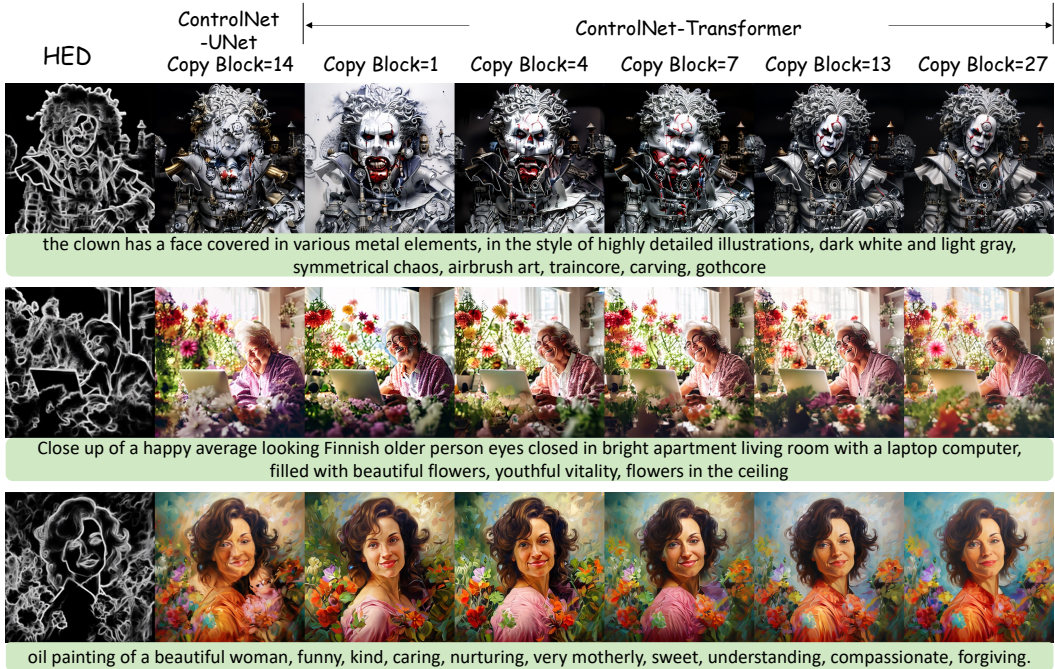 HED
ControlNet
-UNet
Copy Block=14
ControlNet-Transformer
Copy Block=1
Copy Block=4
Copy Block=7
Copy Block=13
Copy Block=27
the clown has a face covered in various metal elements, in the style of highly detailed illustrations, dark white and light gray,
symmetrical chaos, airbrush art, traincore, carving, gothcore
Close up of a happy average looking Finnish older person eyes closed in bright apartment living room with a laptop computer,
filled with beautiful flowers, youthful vitality, flowers in the ceiling
oil painting of a beautiful woman, funny, kind, caring, nurturing, very motherly, sweet, understanding, compassionate, forgiving.